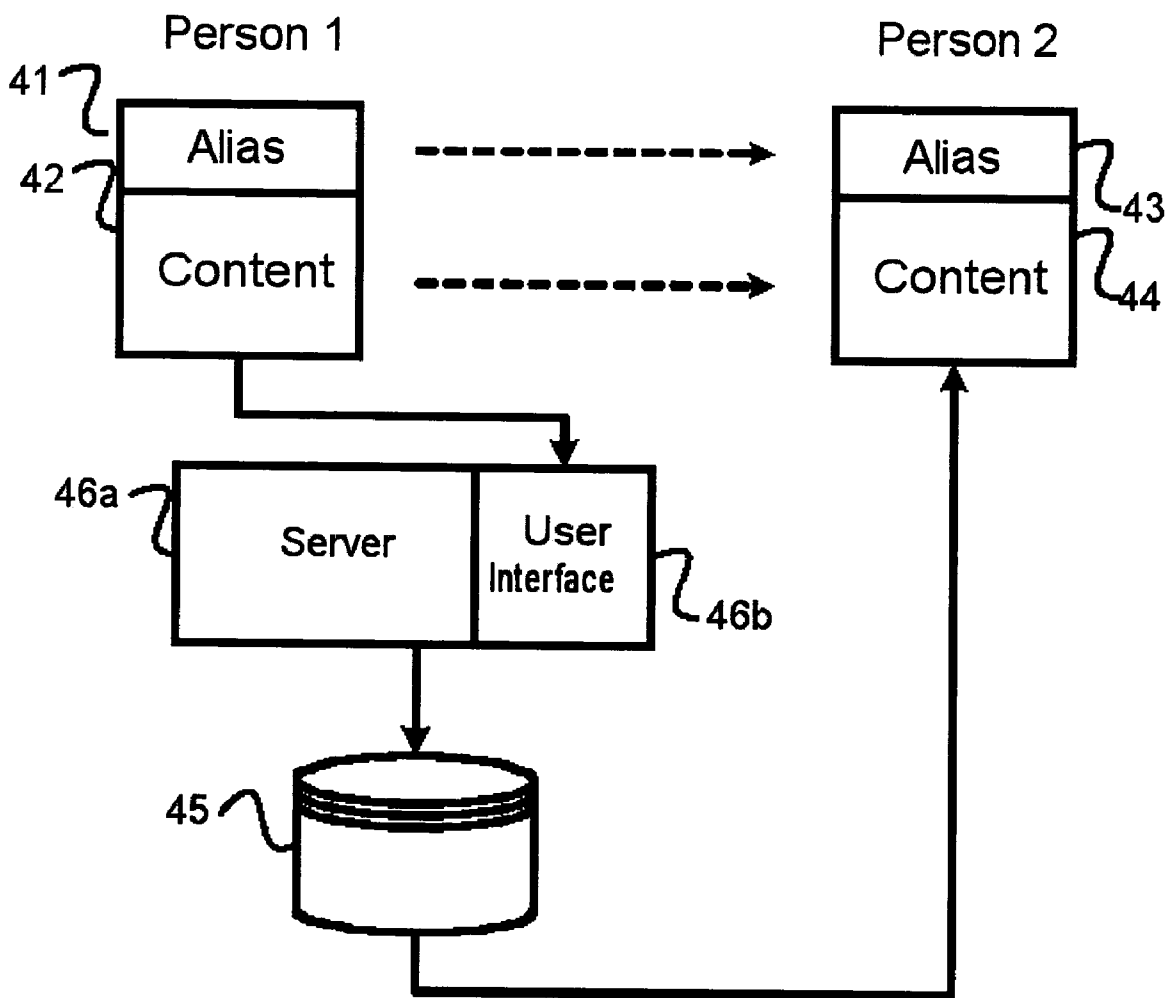 Person 1
Person 2
41
Alias
Alias
42
43
Content
Content
44
46a
Server
User
Interface
46b
45